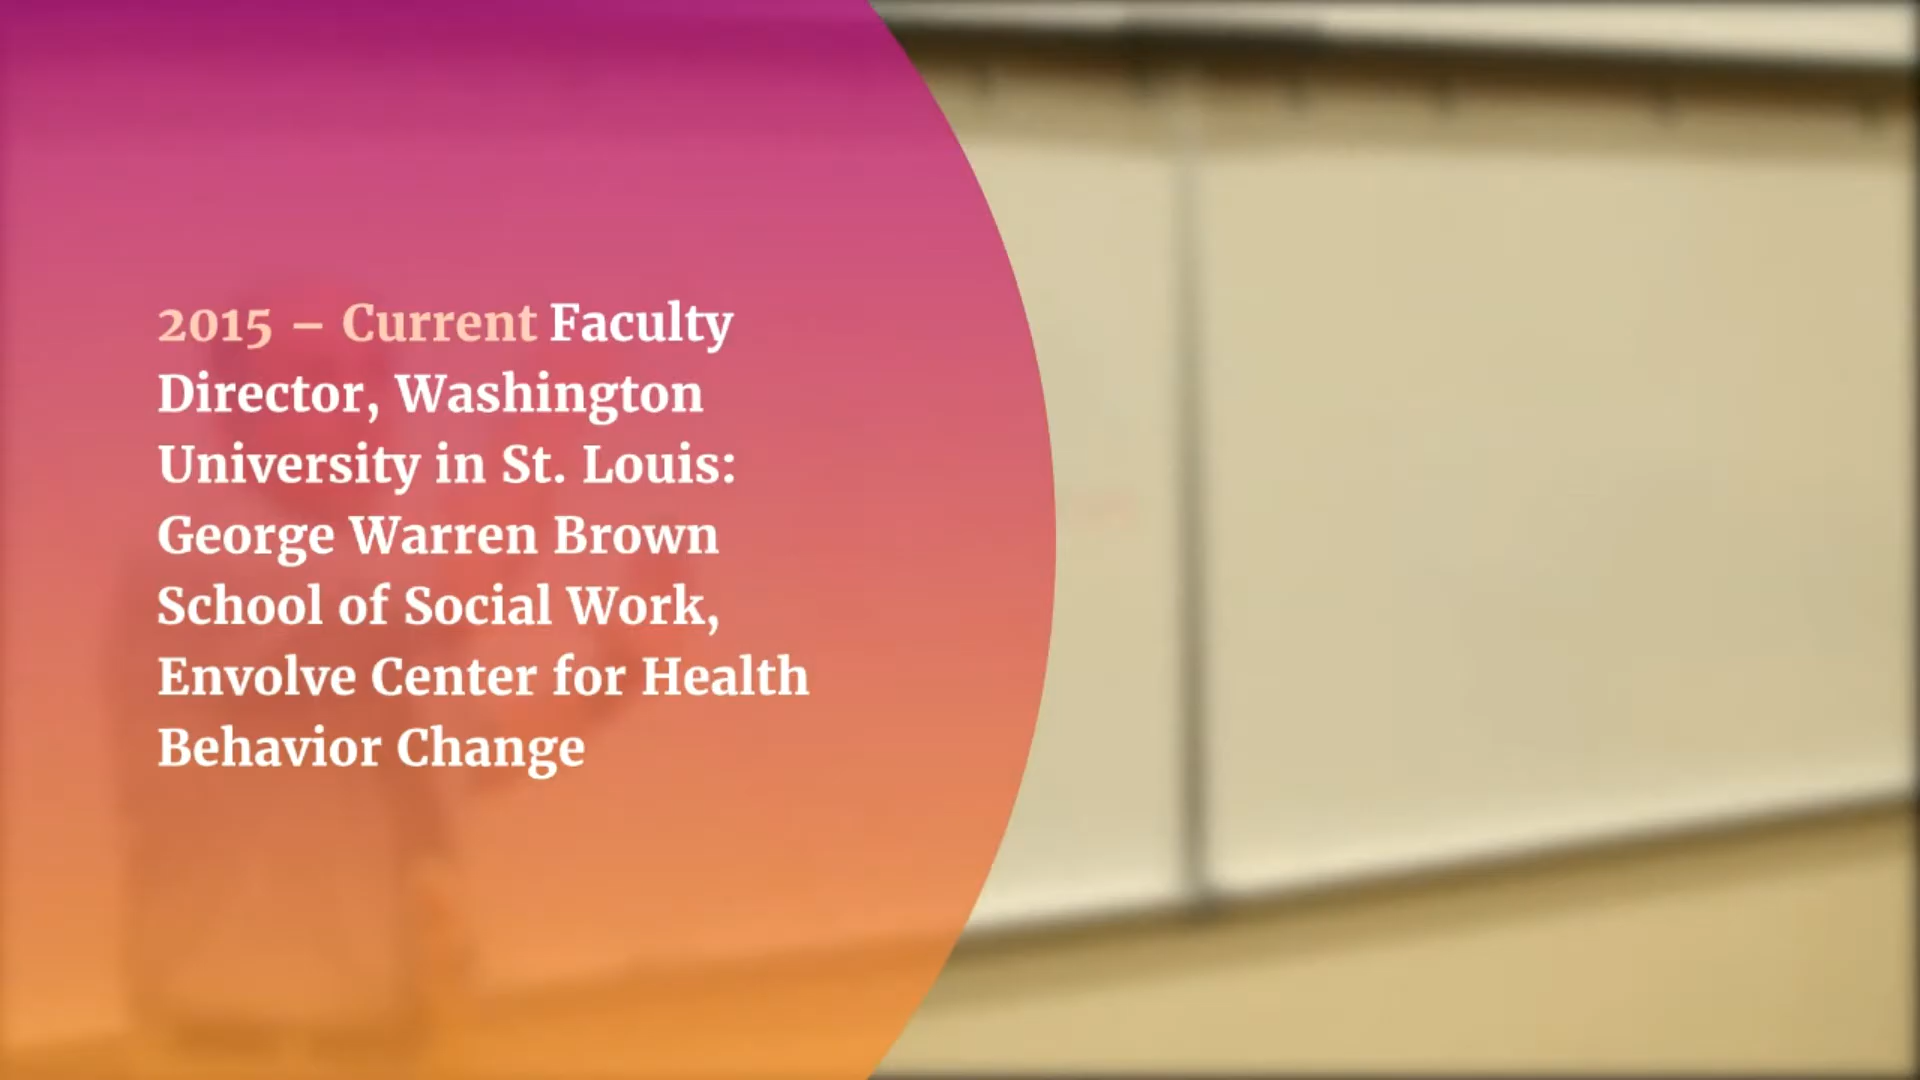 2015 – Current Faculty
Director, Washington
University in St. Louis:
George Warren Brown
School of Social Work,
Envolve Center for Health
Behavior Change